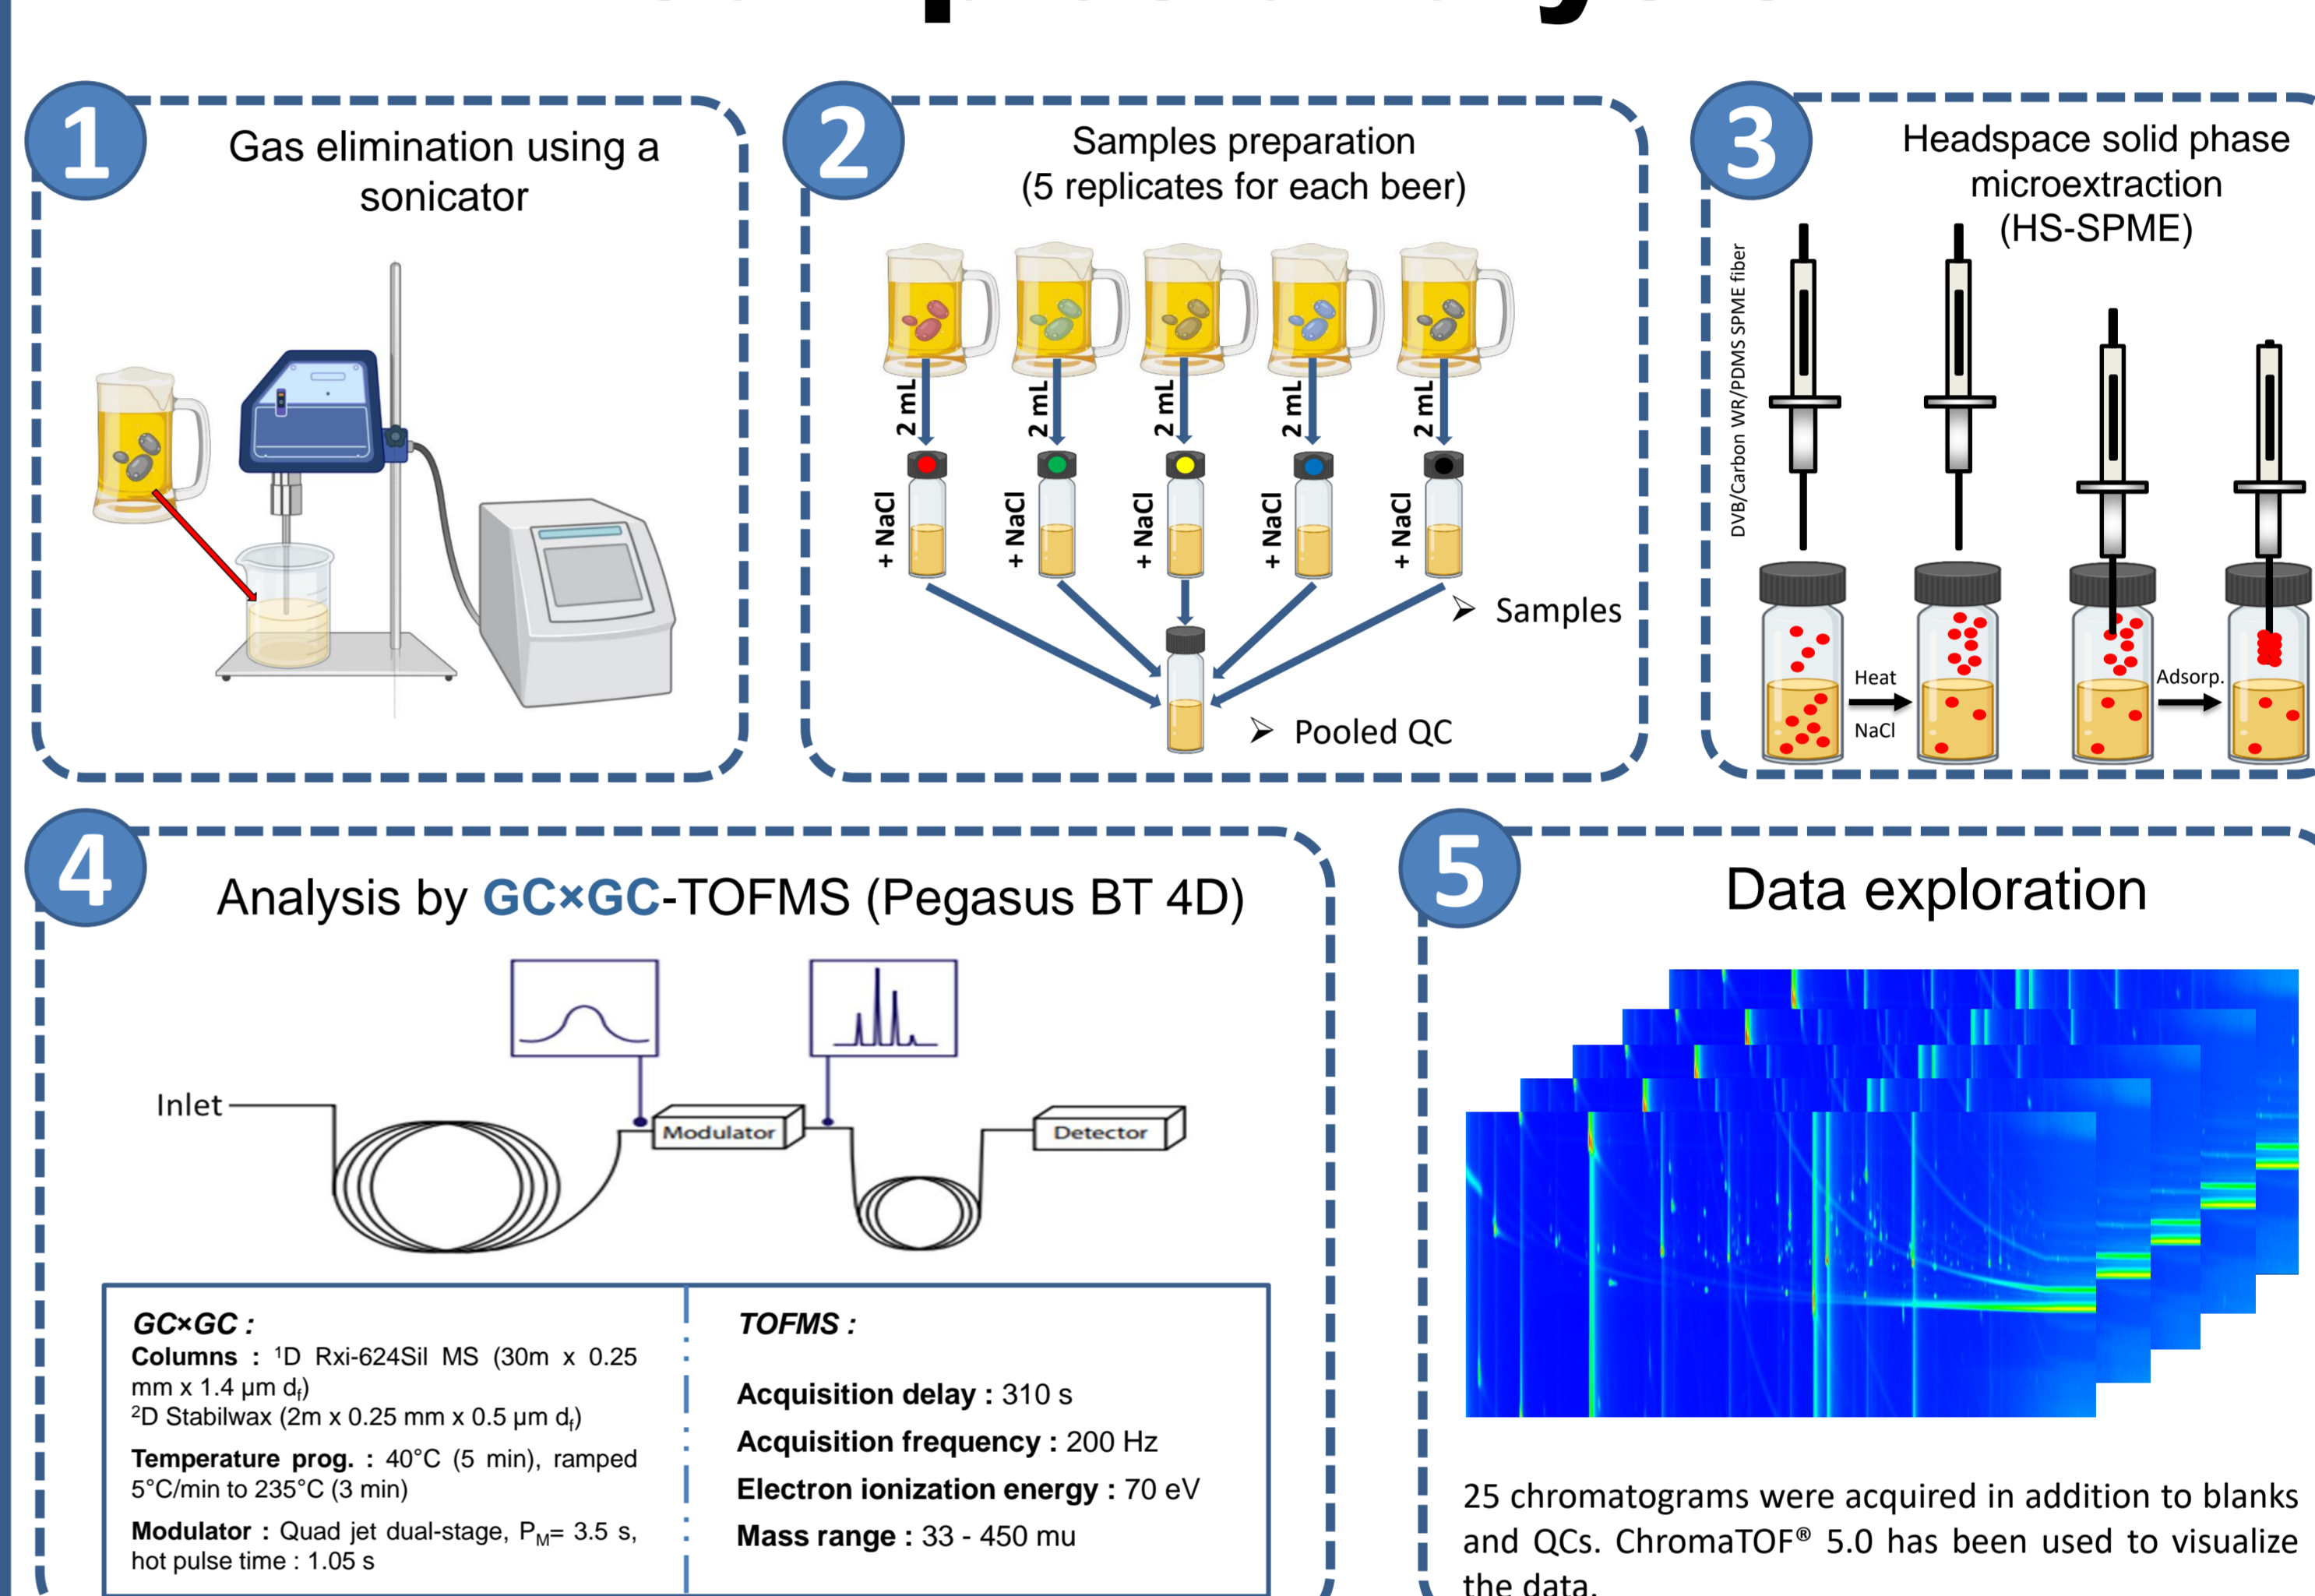 1
Gas elimination using a
sonicator
2
Samples preparation
(5 replicates for each beer)
2 mL
2 mL
2 mL
2 mL
2 mL
+ NaCl
+ NaCl
+ NaCl
+ NaCl
+ NaCl
➢ Samples
➢ Pooled QC
3
Headspace solid phase
microextraction
(HS-SPME)
DVB/Carbon WR/PDMS SPME fiber
Heat
NaCl
Adsorp.
4
Analysis by GC×GC-TOFMS (Pegasus BT 4D)
Inlet
Modulator
Detector
GC×GC :
Columns : ¹D Rxi-624Sil MS (30m x 0.25
mm x 1.4 µm df)
²D Stabilwax (2m x 0.25 mm x 0.5 µm df)
Temperature prog. : 40°C (5 min), ramped
5°C/min to 235°C (3 min)
Modulator : Quad jet dual-stage, PM= 3.5 s,
hot pulse time : 1.05 s
TOFMS :
Acquisition delay : 310 s
Acquisition frequency : 200 Hz
Electron ionization energy : 70 eV
Mass range : 33 - 450 mu
5
Data exploration
25 chromatograms were acquired in addition to blanks
and QCs. ChromaTOF® 5.0 has been used to visualize
the data.